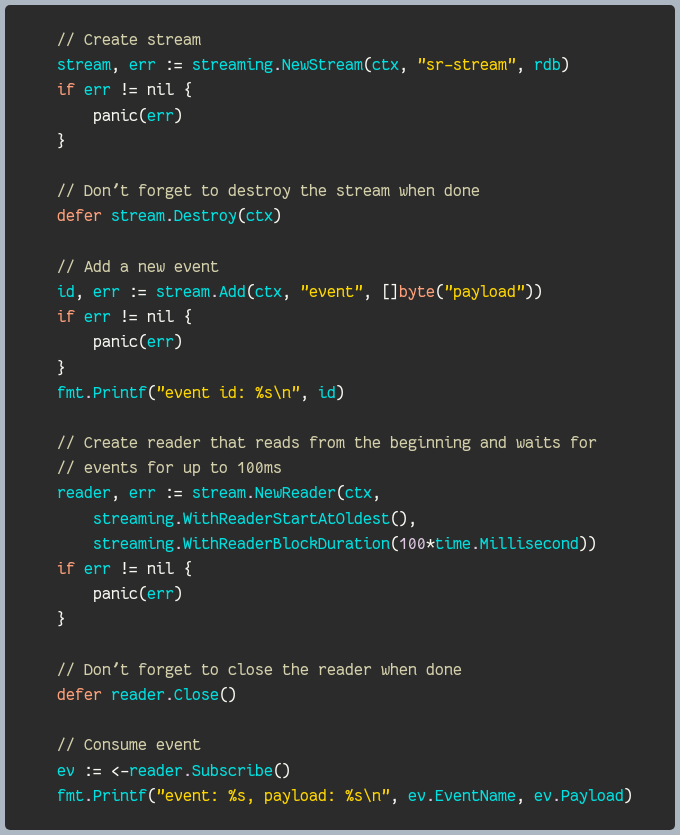 // Create stream
stream, err := streaming.NewStream(ctx, "sr-stream", rdb)
if err != nil {
    panic(err)
}

// Don't forget to destroy the stream when done
defer stream.Destroy(ctx)

// Add a new event
id, err := stream.Add(ctx, "event", []byte("payload"))
if err != nil {
    panic(err)
}
fmt.Printf("event id: %s\n", id)

// Create reader that reads from the beginning and waits for
// events for up to 100ms
reader, err := stream.NewReader(ctx,
    streaming.WithReaderStartAtOldest(),
    streaming.WithReaderBlockDuration(100*time.Millisecond))
if err != nil {
    panic(err)
}

// Don't forget to close the reader when done
defer reader.Close()

// Consume event
ev := <-reader.Subscribe()
fmt.Printf("event: %s, payload: %s\n", ev.EventName, ev.Payload)